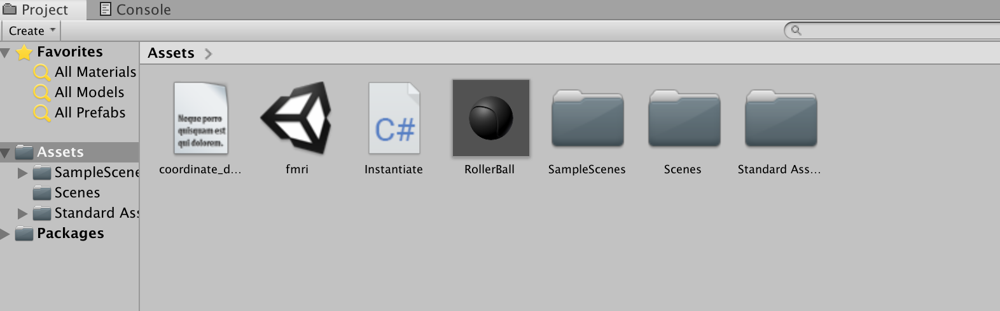 Project
Console
Create
Favorites
All Materials
All Models
All Prefabs
Assets
SampleScene
Scenes
Standard Ass
Packages
Assets
Neque porro
quisquam est
qui dolorem.
coordinate_d...
fmri
C#
Instantiate
RollerBall
SampleScenes
Scenes
Standard Ass...